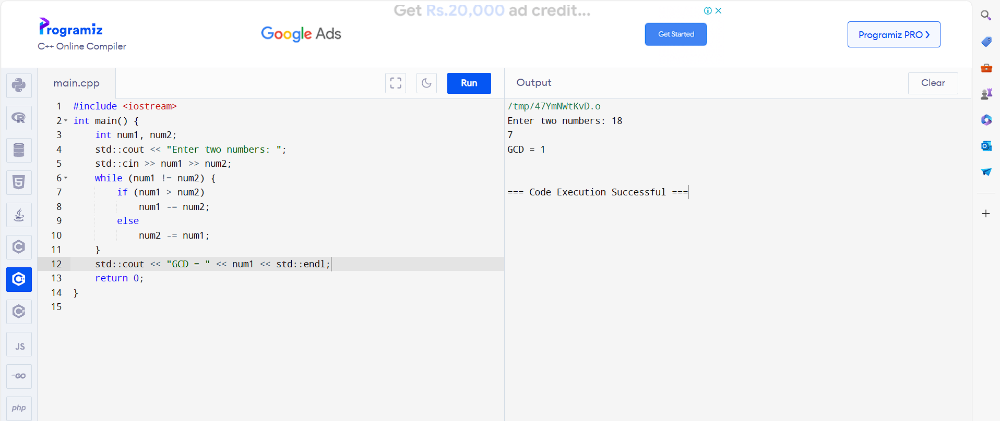 Get Rs.20,000 ad credit...
Programiz
C++ Online Compiler
Google Ads
Get Started
Programiz PRO ❯
main.cpp
Run
1 #include <iostream>
2 int main() {
3     int num1, num2;
4     std::cout << "Enter two numbers: ";
5     std::cin >> num1 >> num2;
6     while (num1 != num2) {
7         if (num1 > num2)
8             num1 -= num2;
9         else
10             num2 -= num1;
11     }
12     std::cout << "GCD = " << num1 << std::endl;
13     return 0;
14 }
15
Output
Clear
/tmp/47YmNWtKvD.o
Enter two numbers: 18
7
GCD = 1
=== Code Execution Successful ===
R
5
C
C++
C#
JS
GO
php